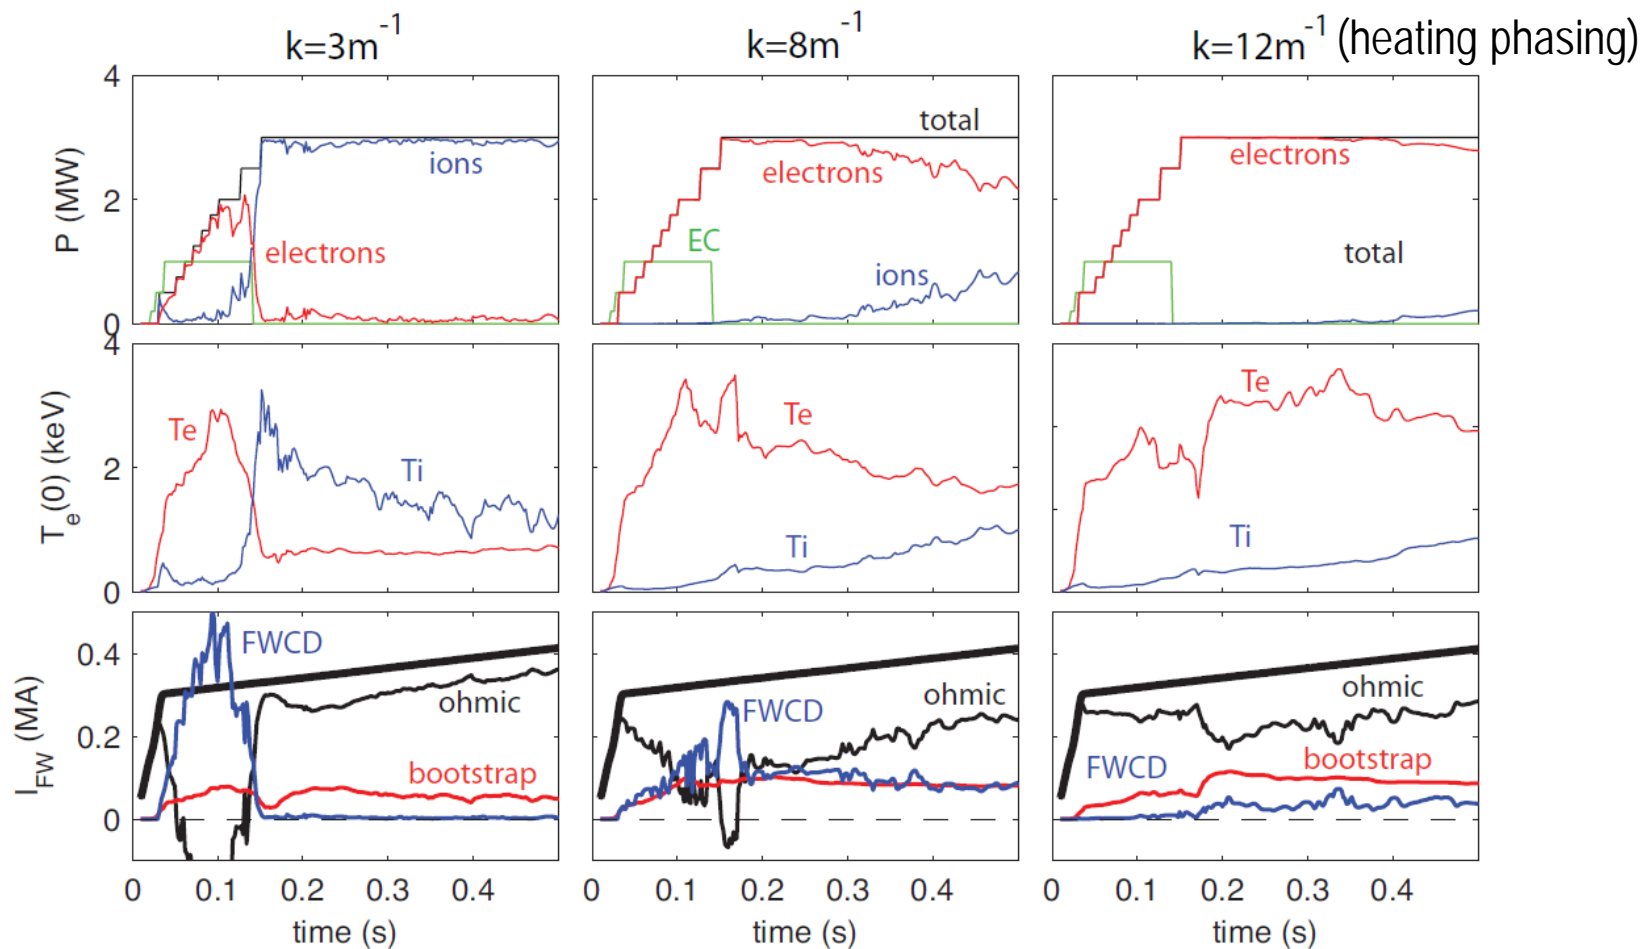 k=3m⁻¹
k=8m⁻¹
k=12m⁻¹ (heating phasing)
4
2
0
P (MW)
ions
electrons
total
electrons
EC
ions
electrons
total
4
2
0
Tₑ(0) (keV)
Te
Ti
Te
Ti
Te
Ti
0.4
0.2
0
I_FW (MA)
FWCD
ohmic
bootstrap
FWCD
ohmic
FWCD
ohmic
bootstrap
0 0.1 0.2 0.3 0.4
0 0.1 0.2 0.3 0.4
0 0.1 0.2 0.3 0.4
time (s)
time (s)
time (s)